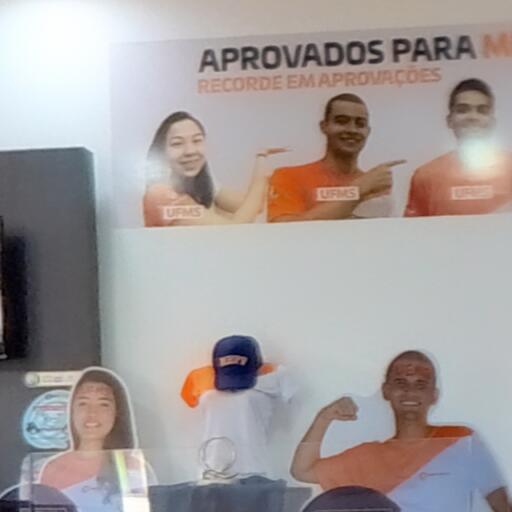 APROVADOS PARA M
RECORDE EM APROVAÇÕES
UFMS
UFMS
UFMS